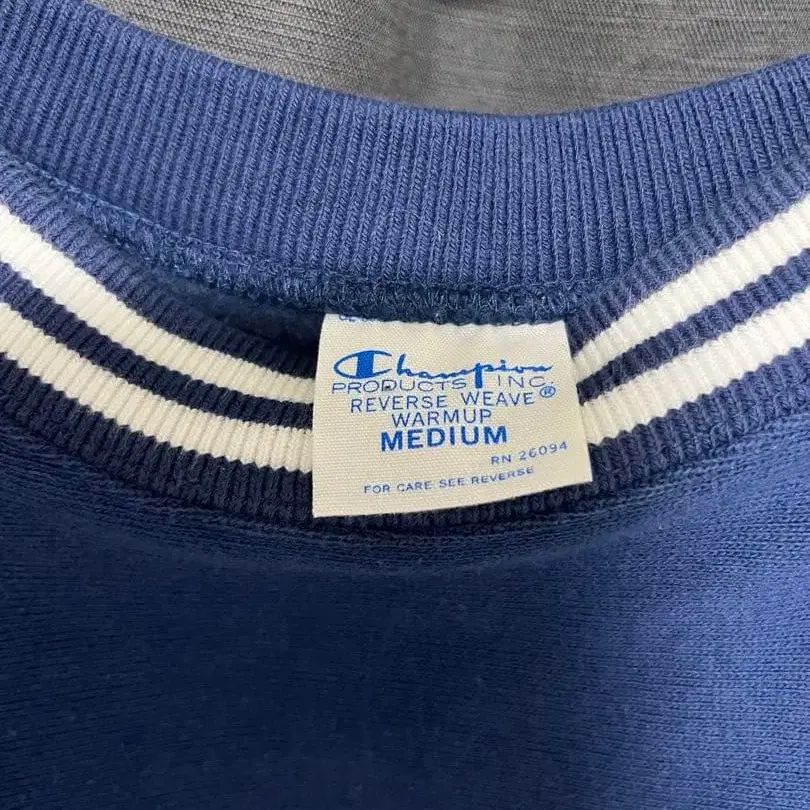 Champion
PRODUCTS INC.
REVERSE WEAVE®
WARMUP
MEDIUM
RN 26094
FOR CARE SEE REVERSE